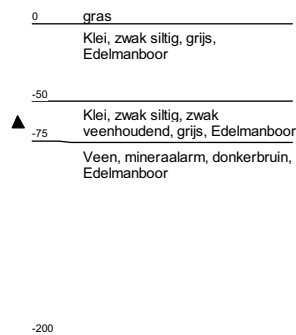 0 gras
Klei, zwak siltig, grijs,
Edelmanboor
-50
Klei, zwak siltig, zwak
veenhoudend, grijs, Edelmanboor
-75
Veen, mineraalarm, donkerbruin,
Edelmanboor
-200